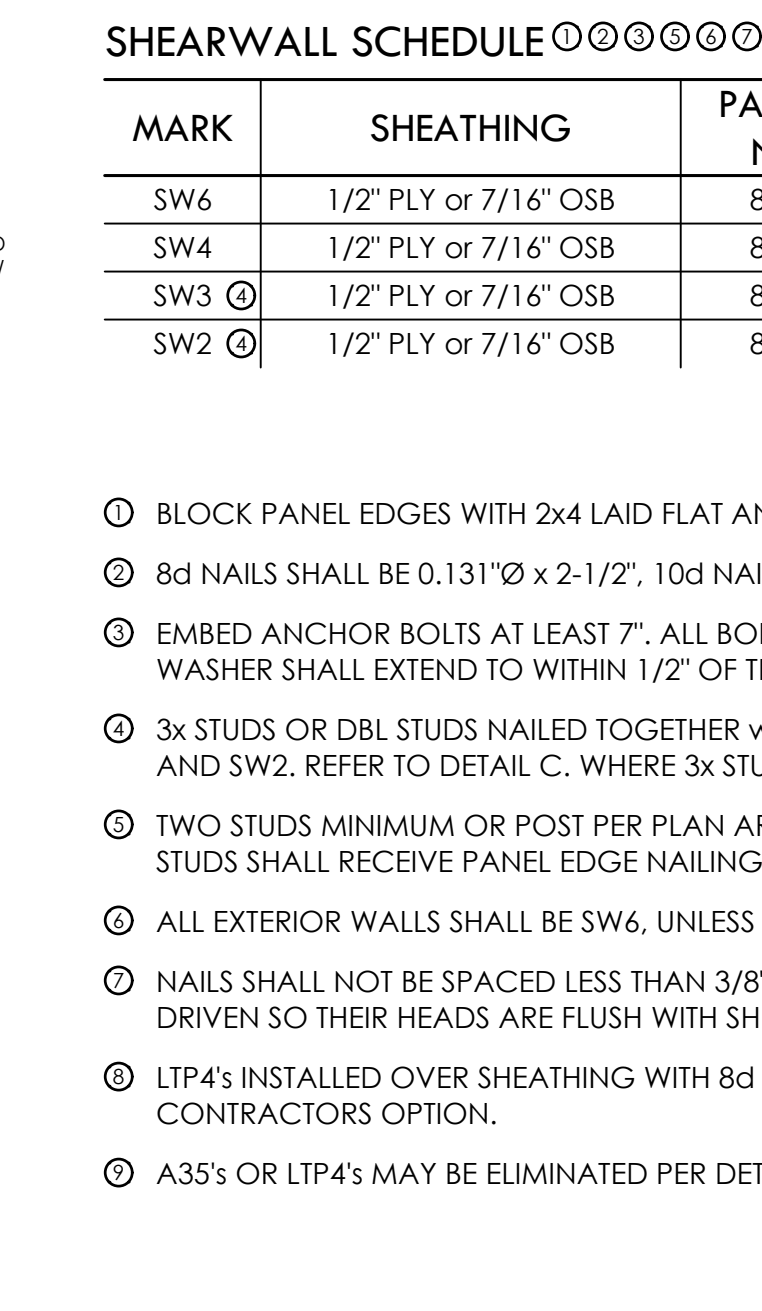 SHEARWALL SCHEDULE ① ② ③ ⑤ ⑥ ⑦
MARK SHEATHING
SW6 1/2" PLY or 7/16" OSB 8
SW4 1/2" PLY or 7/16" OSB 8
SW3 ④ 1/2" PLY or 7/16" OSB 8
SW2 ④ 1/2" PLY or 7/16" OSB 8
① BLOCK PANEL EDGES WITH 2x4 LAID FLAT
② 8d NAILS SHALL BE 0.131"Ø x 2-1/2", 10d
③ EMBED ANCHOR BOLTS AT LEAST 7". ALL
WASHER SHALL EXTEND TO WITHIN 1/2" OF
④ 3x STUDS OR DBL STUDS NAILED TOGETHER
AND SW2. REFER TO DETAIL C. WHERE 3x
⑤ TWO STUDS MINIMUM OR POST PER PLAN
STUDS SHALL RECEIVE PANEL EDGE NAILING
⑥ ALL EXTERIOR WALLS SHALL BE SW6, UNLESS
⑦ NAILS SHALL NOT BE SPACED LESS THAN 3/8"
DRIVEN SO THEIR HEADS ARE FLUSH WITH
⑧ LTP4's INSTALLED OVER SHEATHING WITH 8d
CONTRACTORS OPTION.
⑨ A35's OR LTP4's MAY BE ELIMINATED PER